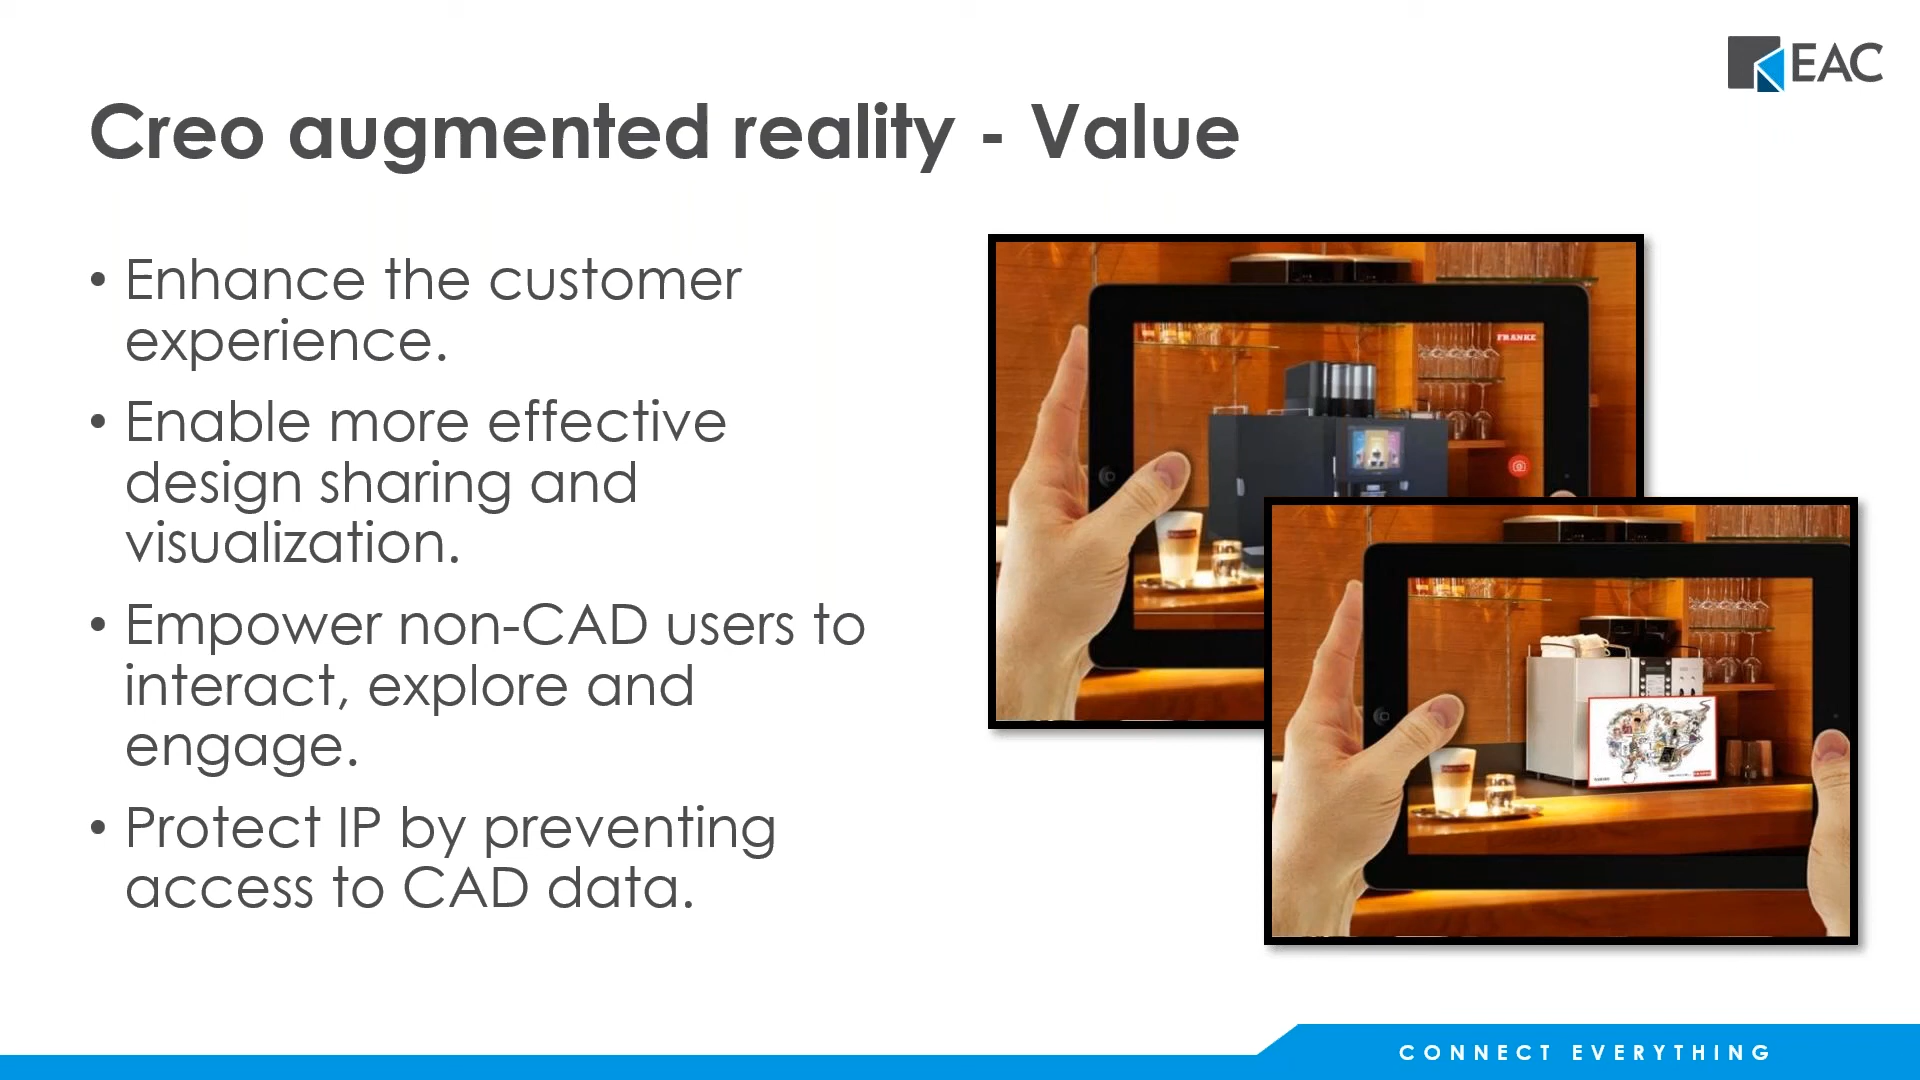 EAC
Creo augmented reality - Value
• Enhance the customer
experience.
• Enable more effective
design sharing and
visualization.
• Empower non-CAD users to
interact, explore and
engage.
• Protect IP by preventing
access to CAD data.
FRANKE
CONNECT EVERYTHING